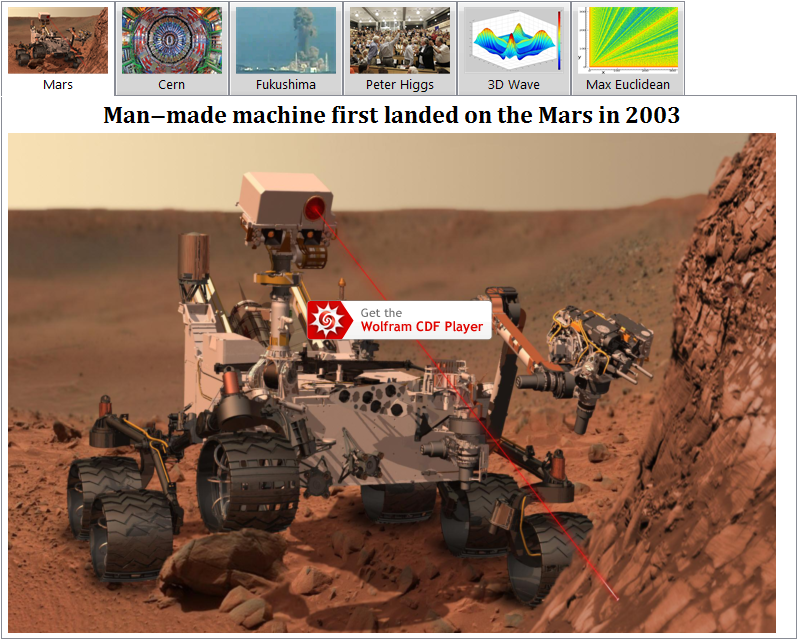 Mars
Cern
Fukushima
Peter Higgs
3D Wave
Max Euclidean
Man−made machine first landed on the Mars in 2003
Get the
Wolfram CDF Player